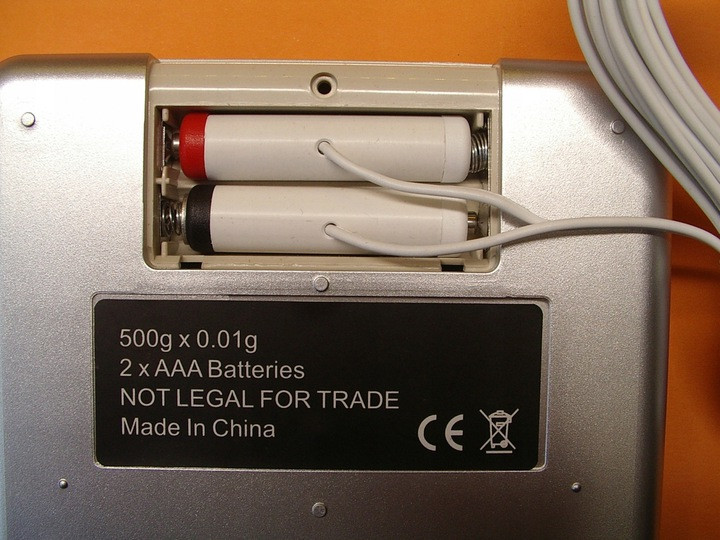 500g x 0.01g
2 x AAA Batteries
NOT LEGAL FOR TRADE
Made In China
CE